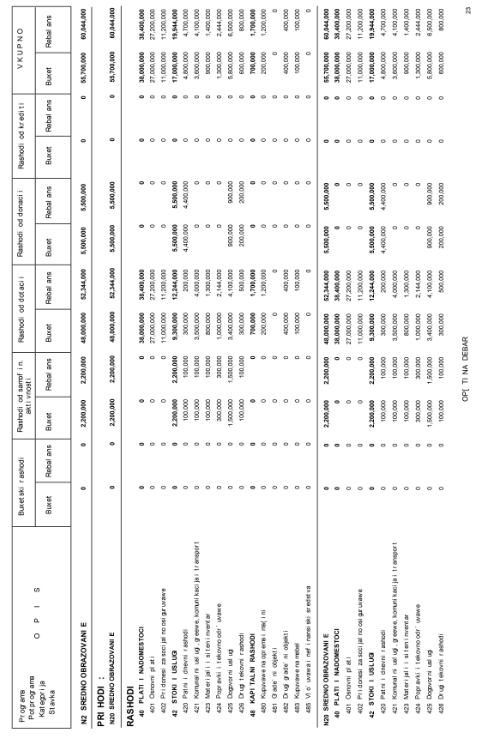 Programa Potprograma Kategorija Stavka | O P I S | Buxetski rashodi | Rashodi od samofin. aktivnosti | Rashodi od dotacii | Rashodi od donacii | Rashodi od krediti | VKUPNO
Buxet | Rebalans | Buxet | Rebalans | Buxet | Rebalans | Buxet | Rebalans | Buxet | Rebalans | Buxet | Rebalans
N2 SREDNO OBRAZOVANIE 0 0 2,200,000 2,200,000 48,000,000 52,344,000 5,500,000 5,500,000 0 0 55,700,000 60,044,000
PRIHODI :
N20 SREDNO OBRAZOVANIE 0 0 2,200,000 2,200,000 48,000,000 52,344,000 5,500,000 5,500,000 0 0 55,700,000 60,044,000
RASHODI
40 PLATI I NADOMESTOCI 0 0 0 0 38,000,000 38,400,000 0 0 0 0 38,000,000 38,400,000
401 Osnovni plati 0 0 0 0 27,000,000 27,200,000 0 0 0 0 27,000,000 27,200,000
402 Pridonesi za socijalno osiguruvawe 0 0 0 0 11,000,000 11,200,000 0 0 0 0 11,000,000 11,200,000
42 STOKI I USLUGI 0 0 2,200,000 2,200,000 9,300,000 12,244,000 5,500,000 5,500,000 0 0 17,000,000 19,944,000
420 Patni i dnevni rashodi 0 0 100,000 100,000 300,000 200,000 4,400,000 4,400,000 0 0 4,800,000 4,700,000
421 Komunalni uslugi, greewe, komunikacija i transport 0 0 100,000 100,000 3,500,000 4,000,000 0 0 0 0 3,600,000 4,100,000
423 Materijali i siten inventar 0 0 100,000 100,000 800,000 1,300,000 0 0 0 0 900,000 1,400,000
424 Popravki i tekovno odr`uvawe 0 0 300,000 300,000 1,000,000 2,144,000 0 0 0 0 1,300,000 2,444,000
425 Dogovorni uslugi 0 0 1,500,000 1,500,000 3,400,000 4,100,000 900,000 900,000 0 0 5,800,000 6,500,000
426 Drugi tekovni rashodi 0 0 100,000 100,000 300,000 500,000 200,000 200,000 0 0 600,000 800,000
48 KAPITALNI RASHODI 0 0 0 0 700,000 1,700,000 0 0 0 0 700,000 1,700,000
480 Kupuvawe na oprema i ma{ini 0 0 0 0 200,000 1,200,000 0 0 0 0 200,000 1,200,000
481 Grade`ni objekti 0 0 0 0 0 0 0 0 0 0 0 0
482 Drugi grade`ni objekti 0 0 0 0 400,000 400,000 0 0 0 0 400,000 400,000
483 Kupuvawe na mebel 0 0 0 0 100,000 100,000 0 0 0 0 100,000 100,000
N20 SREDNO OBRAZOVANIE 0 0 2,200,000 2,200,000 48,000,000 52,344,000 5,500,000 5,500,000 0 0 55,700,000 60,044,000
40 PLATI I NADOMESTOCI 0 0 0 0 38,000,000 38,400,000 0 0 0 0 38,000,000 38,400,000
401 Osnovni plati 0 0 0 0 27,000,000 27,200,000 0 0 0 0 27,000,000 27,200,000
402 Pridonesi za socijalno osiguruvawe 0 0 0 0 11,000,000 11,200,000 0 0 0 0 11,000,000 11,200,000
42 STOKI I USLUGI 0 0 2,200,000 2,200,000 9,300,000 12,244,000 5,500,000 5,500,000 0 0 17,000,000 19,944,000
420 Patni i dnevni rashodi 0 0 100,000 100,000 300,000 200,000 4,400,000 4,400,000 0 0 4,800,000 4,700,000
421 Komunalni uslugi, greewe, komunikacija i transport 0 0 100,000 100,000 3,500,000 4,000,000 0 0 0 0 3,600,000 4,100,000
423 Materijali i siten inventar 0 0 100,000 100,000 800,000 1,300,000 0 0 0 0 900,000 1,400,000
424 Popravki i tekovno odr`uvawe 0 0 300,000 300,000 1,000,000 2,144,000 0 0 0 0 1,300,000 2,444,000
425 Dogovorni uslugi 0 0 1,500,000 1,500,000 3,400,000 4,100,000 900,000 900,000 0 0 5,800,000 6,500,000
426 Drugi tekovni rashodi 0 0 100,000 100,000 300,000 500,000 200,000 200,000 0 0 600,000 800,000
OP[TINA DEBAR
23